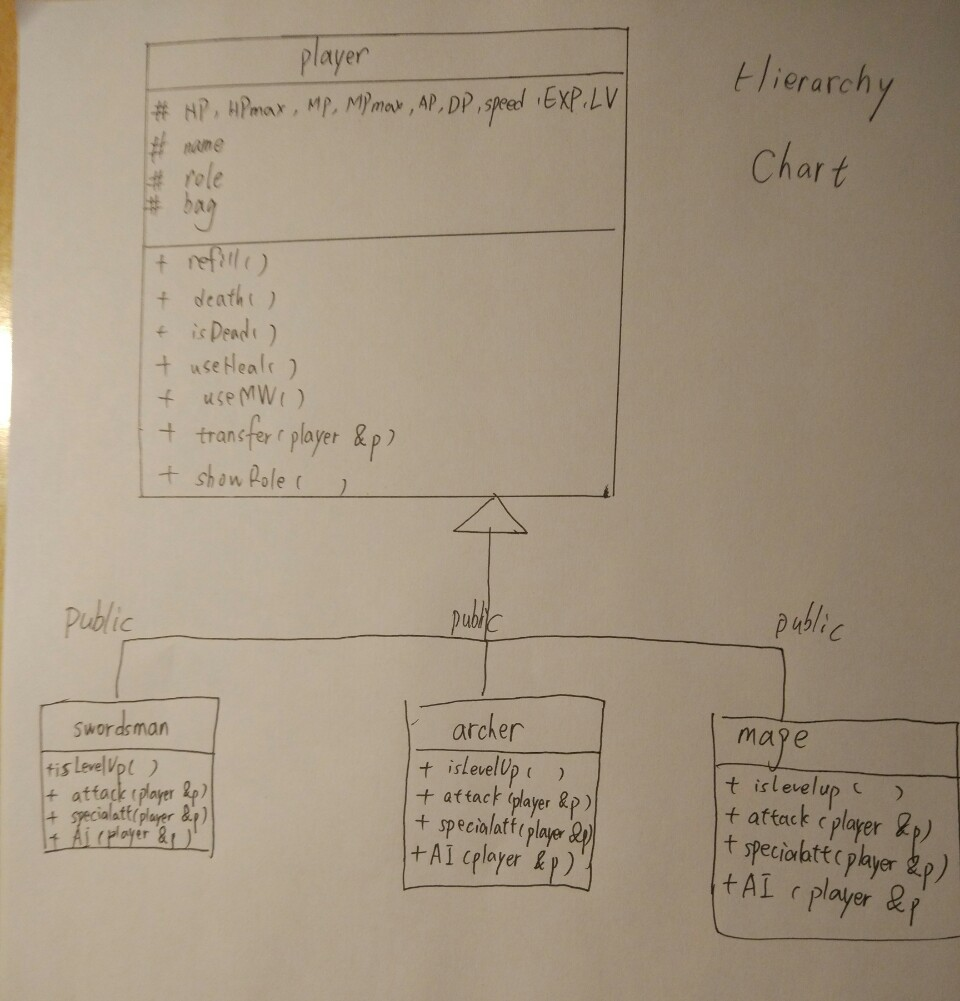 player
# HP, HPmax, MP, MPmax, AP, DP, speed, EXP, LV
# name
# role
# bag
+ refill()
+ death()
+ isDead()
+ useHeal()
+ useMW()
+ transfer(player &p)
+ showRole( )
Hierarchy
Chart
public
public
public
swordsman
+isLevelUp( )
+ attack(player &p)
+ specialatt(player &p)
+ AI(player &p)
archer
+ isLevelUp( )
+ attack(player &p)
+ specialatt(player &p)
+AI(player &p)
mage
+ islevelup ( )
+ attack (player &p)
+ specialatt(player &p)
+AI (player &p